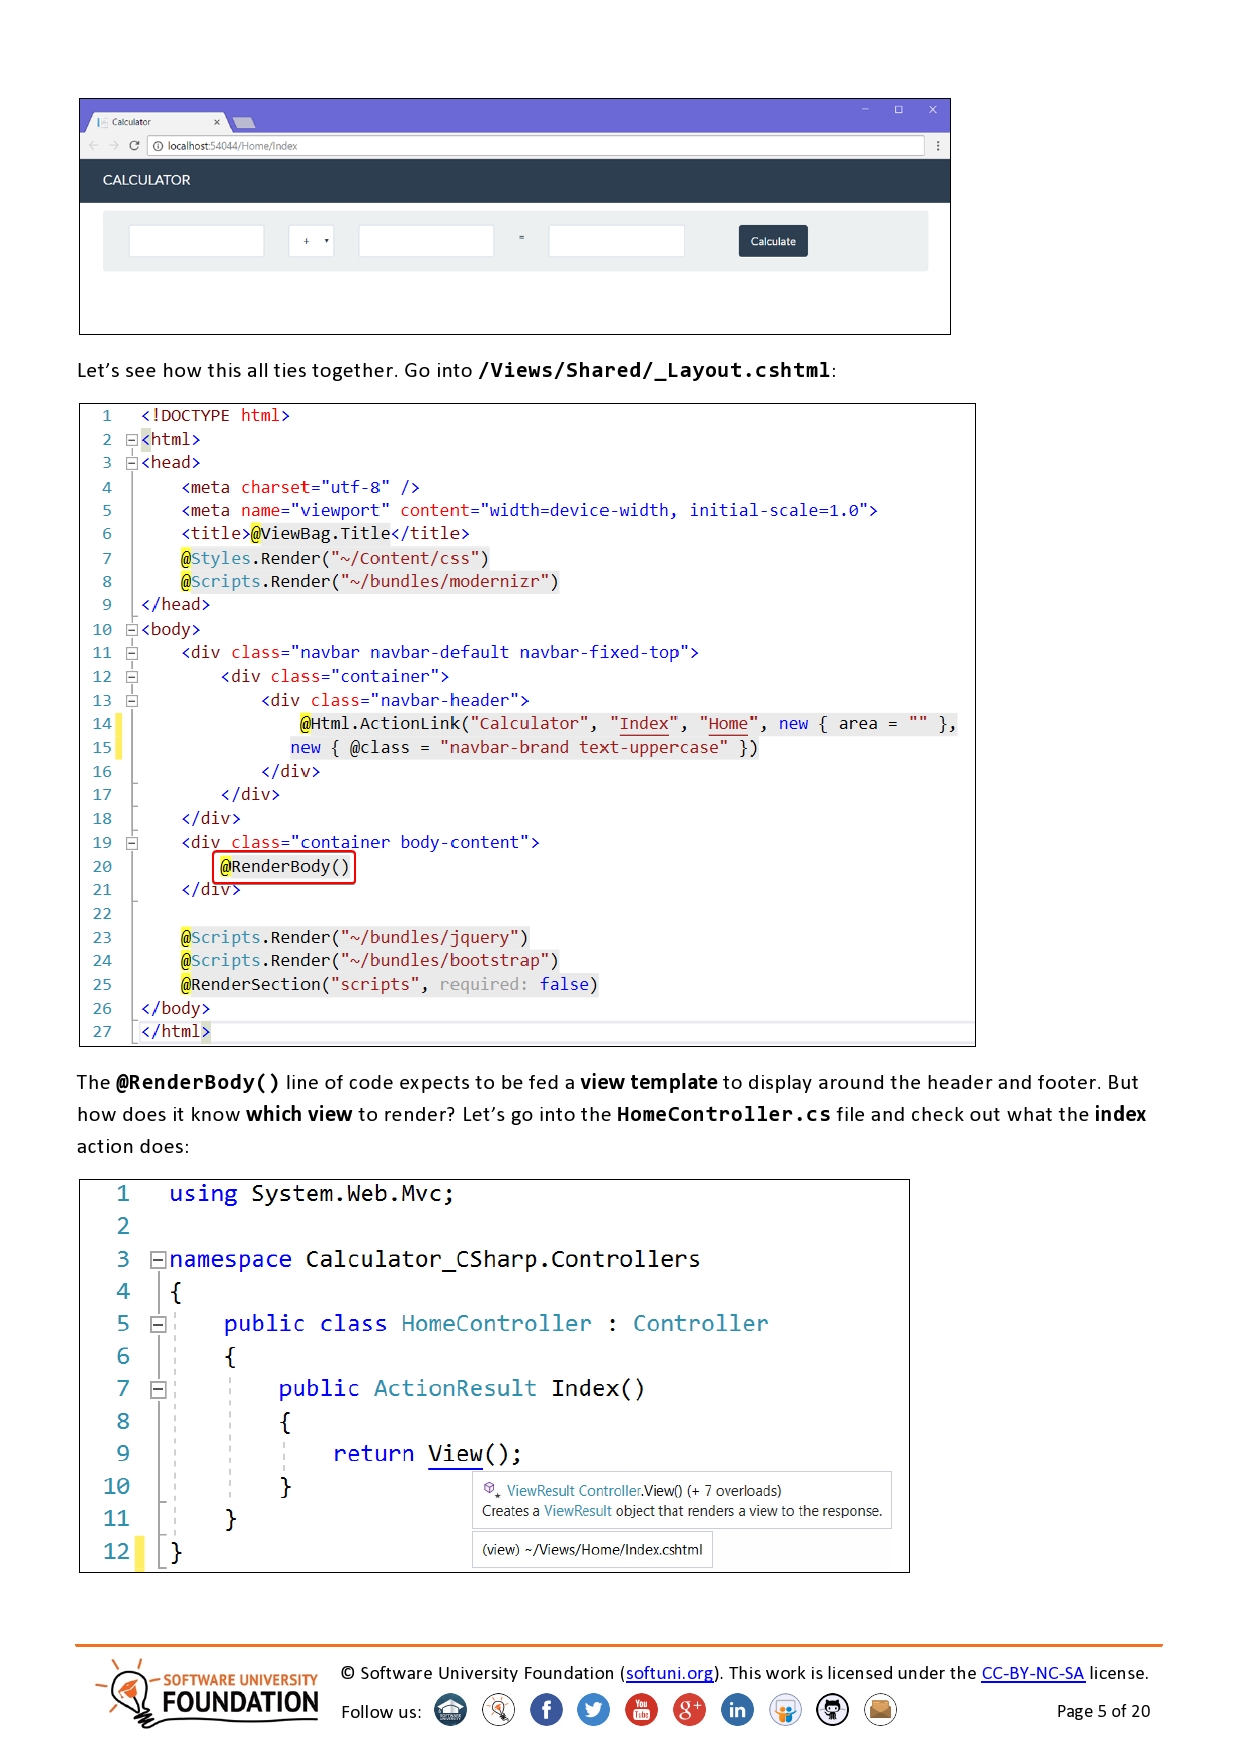 Calculator
localhost:54044/Home/Index
CALCULATOR
+ = Calculate
Let's see how this all ties together. Go into /Views/Shared/_Layout.cshtml:
1 <!DOCTYPE html>
2 <html>
3 <head>
4 <meta charset="utf-8" />
5 <meta name="viewport" content="width=device-width, initial-scale=1.0">
6 <title>@ViewBag.Title</title>
7 @Styles.Render("~/Content/css")
8 @Scripts.Render("~/bundles/modernizr")
9 </head>
10 <body>
11 <div class="navbar navbar-default navbar-fixed-top">
12 <div class="container">
13 <div class="navbar-header">
14 @Html.ActionLink("Calculator", "Index", "Home", new { area = "" },
15 new { @class = "navbar-brand text-uppercase" })
16 </div>
17 </div>
18 </div>
19 <div class="container body-content">
20 @RenderBody()
21 </div>
22
23 @Scripts.Render("~/bundles/jquery")
24 @Scripts.Render("~/bundles/bootstrap")
25 @RenderSection("scripts", required: false)
26 </body>
27 </html>
The @RenderBody() line of code expects to be fed a view template to display around the header and footer. But
how does it know which view to render? Let's go into the HomeController.cs file and check out what the index
action does:
1 using System.Web.Mvc;
2
3 namespace Calculator_CSharp.Controllers
4 {
5 public class HomeController : Controller
6 {
7 public ActionResult Index()
8 {
9 return View();
10 }
11 }
12 }
ViewResult Controller.View() (+ 7 overloads)
Creates a ViewResult object that renders a view to the response.
(view) ~/Views/Home/Index.cshtml
SOFTWARE UNIVERSITY
FOUNDATION
© Software University Foundation (softuni.org). This work is licensed under the CC-BY-NC-SA license.
Follow us:
You
Tube
g+
in
Page 5 of 20